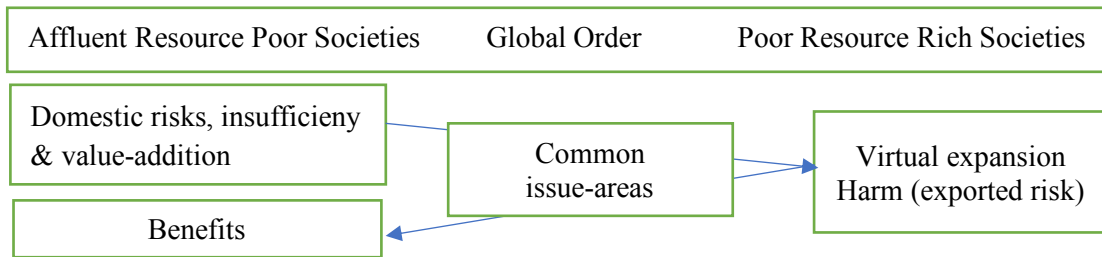 Affluent Resource Poor Societies Global Order Poor Resource Rich Societies
Domestic risks, insufficieny
& value-addition
Common
issue-areas
Virtual expansion
Harm (exported risk)
Benefits